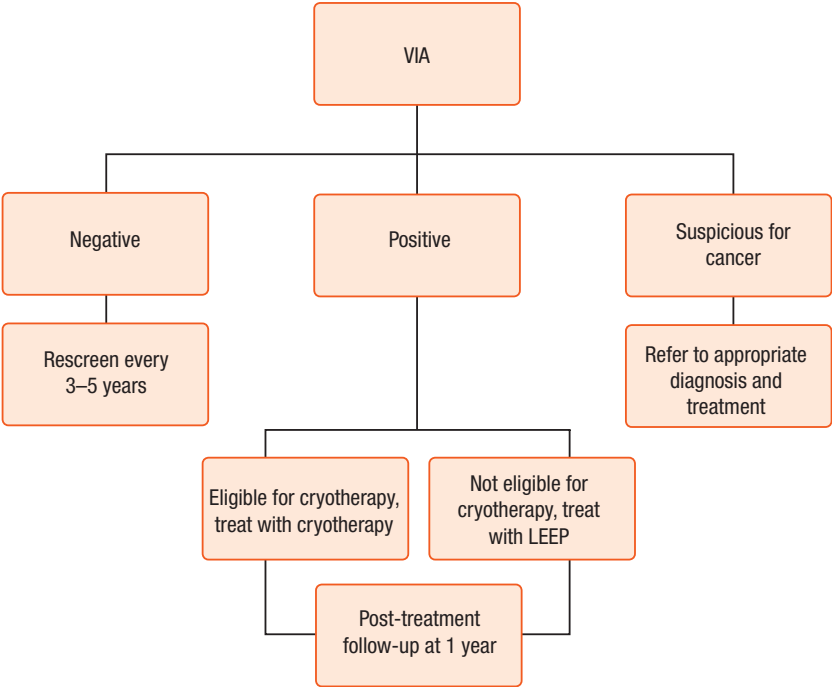 VIA
Negative
Positive
Suspicious for
cancer
Rescreen every
3–5 years
Refer to appropriate
diagnosis and
treatment
Eligible for cryotherapy,
treat with cryotherapy
Not eligible for
cryotherapy, treat
with LEEP
Post-treatment
follow-up at 1 year